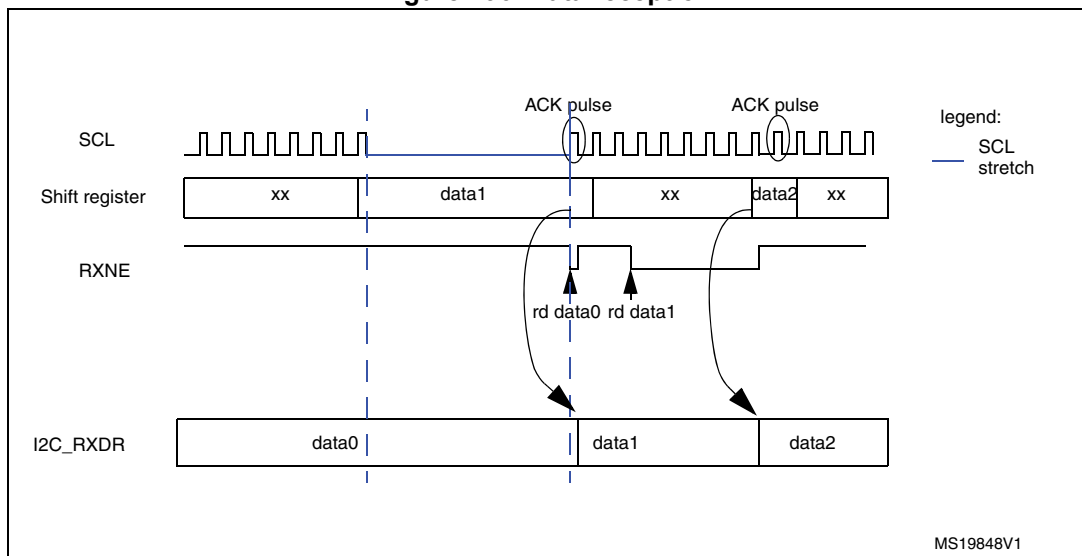 ACK pulse
ACK pulse
legend:
SCL
SCL
stretch
Shift register
xx
data1
xx
data2
xx
RXNE
rd data0
rd data1
I2C_RXDR
data0
data1
data2
MS19848V1